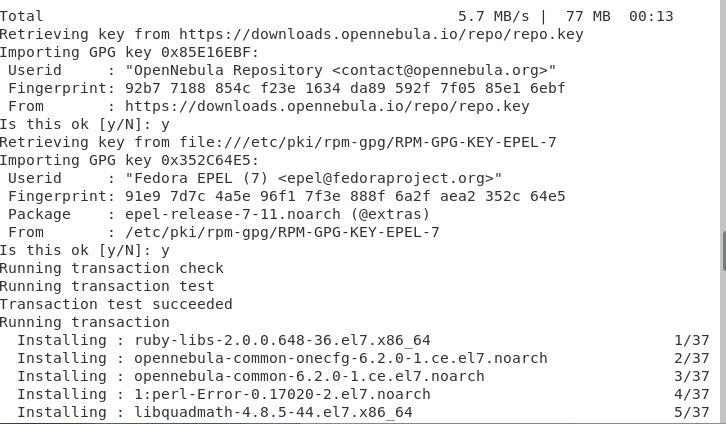 Total 5.7 MB/s | 77 MB 00:13
Retrieving key from https://downloads.opennebula.io/repo/repo.key
Importing GPG key 0x85E16EBF:
Userid : "OpenNebula Repository <contact@opennebula.org>"
Fingerprint: 92b7 7188 854c f23e 1634 da89 592f 7f05 85e1 6ebf
From : https://downloads.opennebula.io/repo/repo.key
Is this ok [y/N]: y
Retrieving key from file:///etc/pki/rpm-gpg/RPM-GPG-KEY-EPEL-7
Importing GPG key 0x352C64E5:
Userid : "Fedora EPEL (7) <epel@fedoraproject.org>"
Fingerprint: 91e9 7d7c 4a5e 96f1 7f3e 888f 6a2f aea2 352c 64e5
Package : epel-release-7-11.noarch (@extras)
From : /etc/pki/rpm-gpg/RPM-GPG-KEY-EPEL-7
Is this ok [y/N]: y
Running transaction check
Running transaction test
Transaction test succeeded
Running transaction
Installing : ruby-libs-2.0.0.648-36.el7.x86_64 1/37
Installing : opennebula-common-onecfg-6.2.0-1.ce.el7.noarch 2/37
Installing : opennebula-common-6.2.0-1.ce.el7.noarch 3/37
Installing : 1:perl-Error-0.17020-2.el7.noarch 4/37
Installing : libquadmath-4.8.5-44.el7.x86_64 5/37